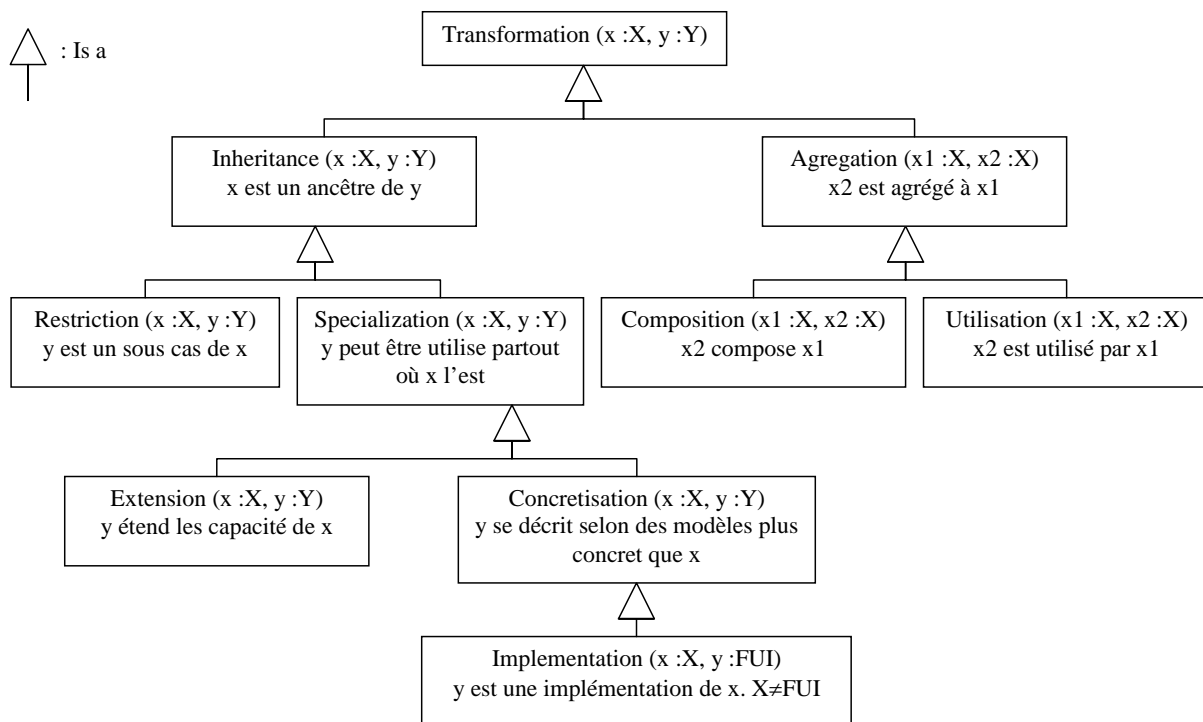 : Is a
Transformation (x :X, y :Y)
Inheritance (x :X, y :Y)
x est un ancêtre de y
Agregation (x1 :X, x2 :X)
x2 est agrégé à x1
Restriction (x :X, y :Y)
y est un sous cas de x
Specialization (x :X, y :Y)
y peut être utilise partout
où x l’est
Composition (x1 :X, x2 :X)
x2 compose x1
Utilisation (x1 :X, x2 :X)
x2 est utilisé par x1
Extension (x :X, y :Y)
y étend les capacité de x
Concretisation (x :X, y :Y)
y se décrit selon des modèles plus
concret que x
Implementation (x :X, y :FUI)
y est une implémentation de x. X≠FUI